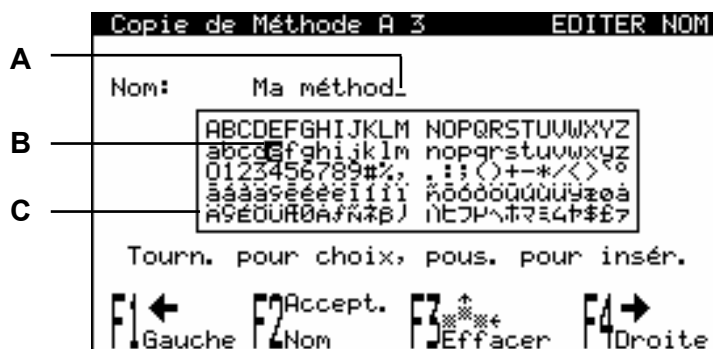 Copie de Méthode A 3 EDITER NOM
A
Nom: Ma méthod_
ABCDEFGHIJKLM NOPQRSTUVWXYZ
B
abcdefghijklm nopqrstuvwxyz
0123456789#%, .:;()+-*/<>
C
Tourn. pour choix, pous. pour insér.
F1 Gauche F2 Accept. Nom F3 Effacer F4 Droite